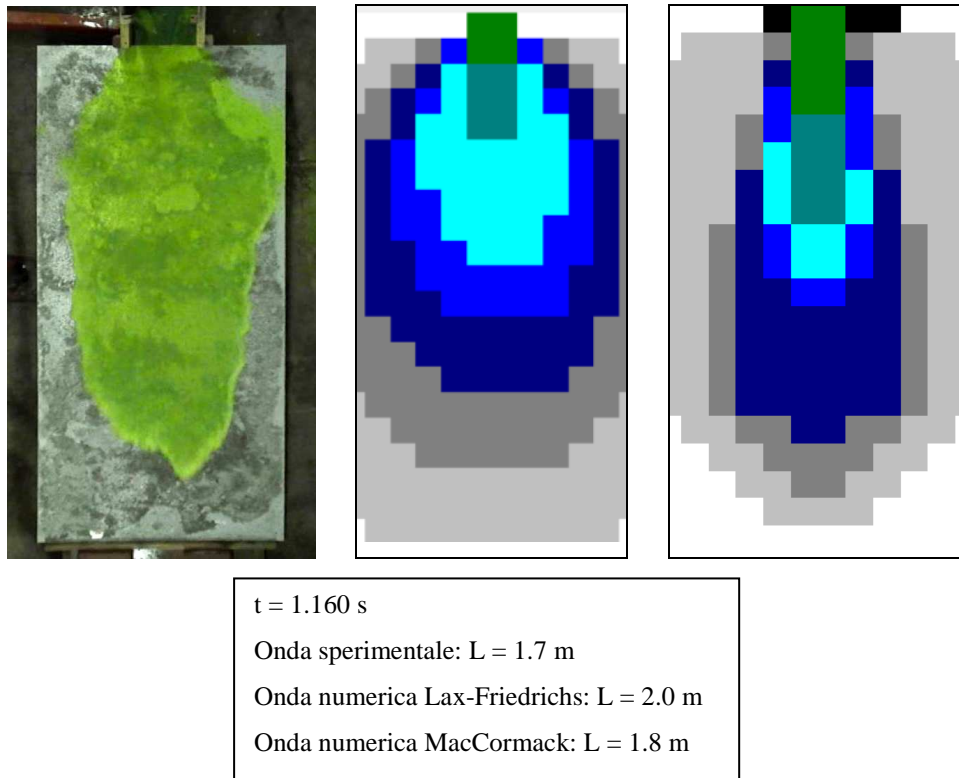 t = 1.160 s
Onda sperimentale: L = 1.7 m
Onda numerica Lax-Friedrichs: L = 2.0 m
Onda numerica MacCormack: L = 1.8 m